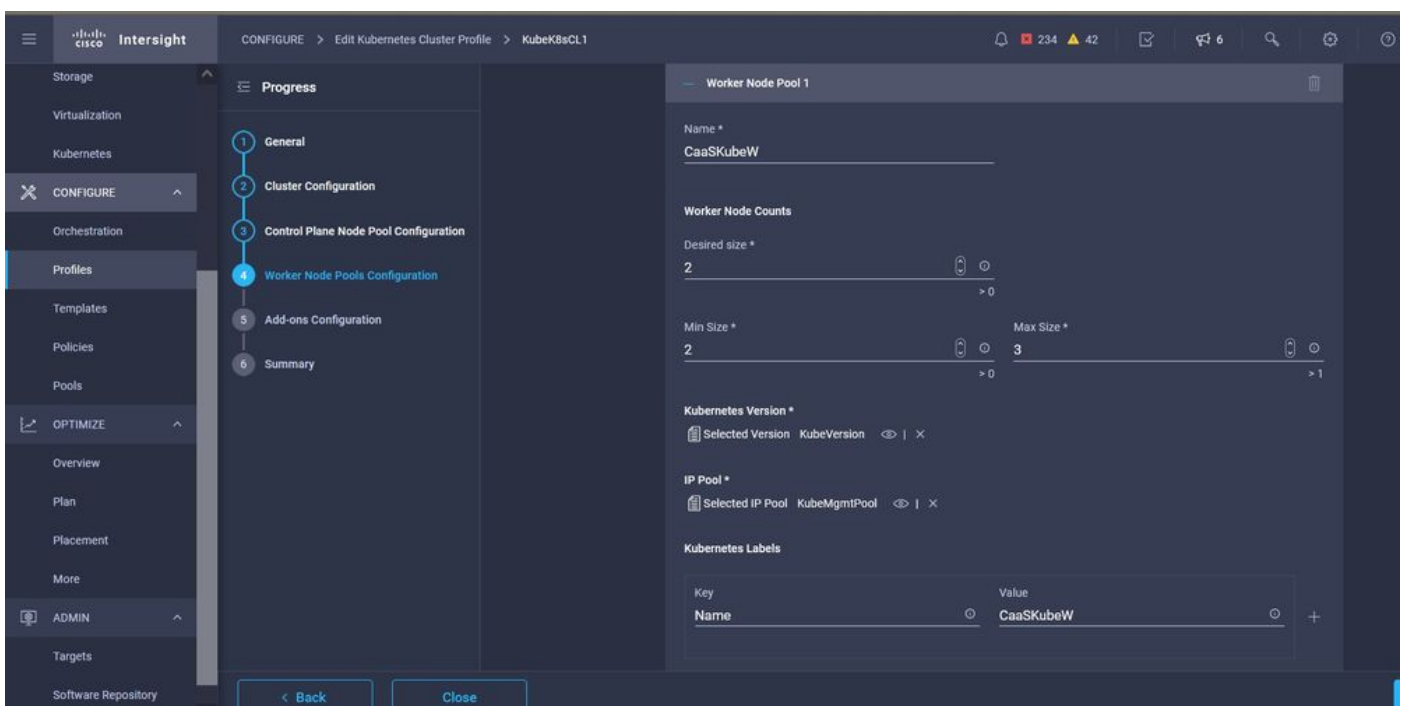 cisco Intersight
CONFIGURE > Edit Kubernetes Cluster Profile > KubeK8sCL1
234 42 6
Storage
Virtualization
Kubernetes
CONFIGURE
Orchestration
Profiles
Templates
Policies
Pools
OPTIMIZE
Overview
Plan
Placement
More
ADMIN
Targets
Software Repository
Progress
1 General
2 Cluster Configuration
3 Control Plane Node Pool Configuration
4 Worker Node Pools Configuration
5 Add-ons Configuration
6 Summary
Worker Node Pool 1
Name *
CaaSKubeW
Worker Node Counts
Desired size *
2
> 0
Min Size * Max Size *
2 3
> 0 > 1
Kubernetes Version *
Selected Version KubeVersion | ×
IP Pool *
Selected IP Pool KubeMgmtPool | ×
Kubernetes Labels
Key Value
Name CaaSKubeW +
< Back Close